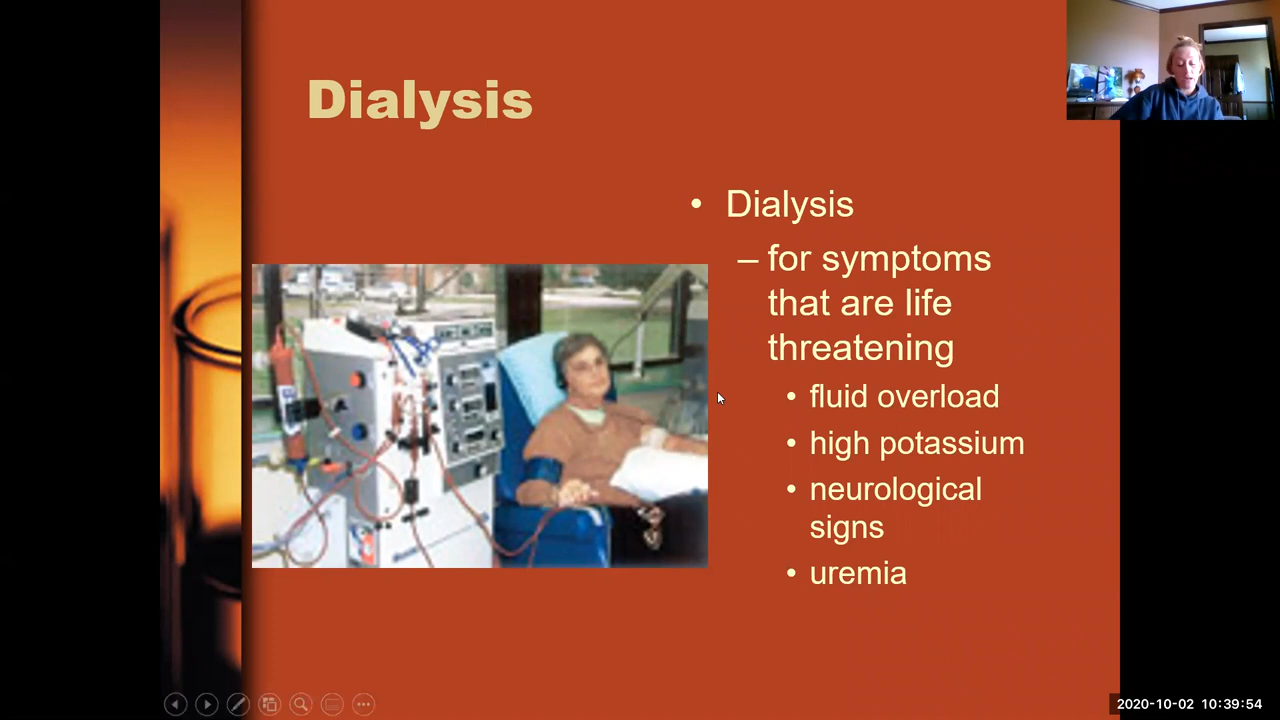 Dialysis
• Dialysis
– for symptoms
that are life
threatening
• fluid overload
• high potassium
• neurological
signs
• uremia
2020-10-02 10:39:54